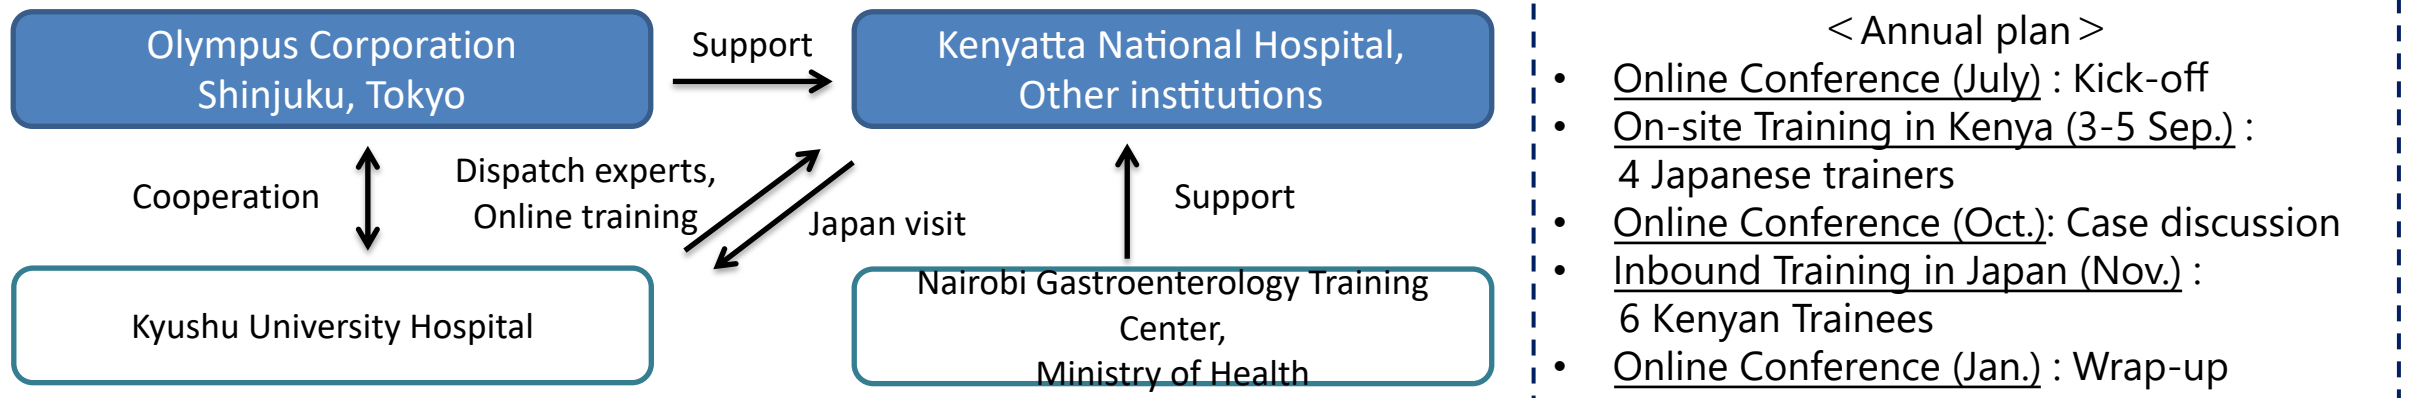 Olympus Corporation
Shinjuku, Tokyo
Support
Kenyatta National Hospital,
Other institutions
Cooperation
Dispatch experts,
Online training
Japan visit
Support
Kyushu University Hospital
Nairobi Gastroenterology Training
Center,
Ministry of Health
＜Annual plan＞
• Online Conference (July) : Kick-off
• On-site Training in Kenya (3-5 Sep.) :
4 Japanese trainers
• Online Conference (Oct.): Case discussion
• Inbound Training in Japan (Nov.) :
6 Kenyan Trainees
• Online Conference (Jan.) : Wrap-up